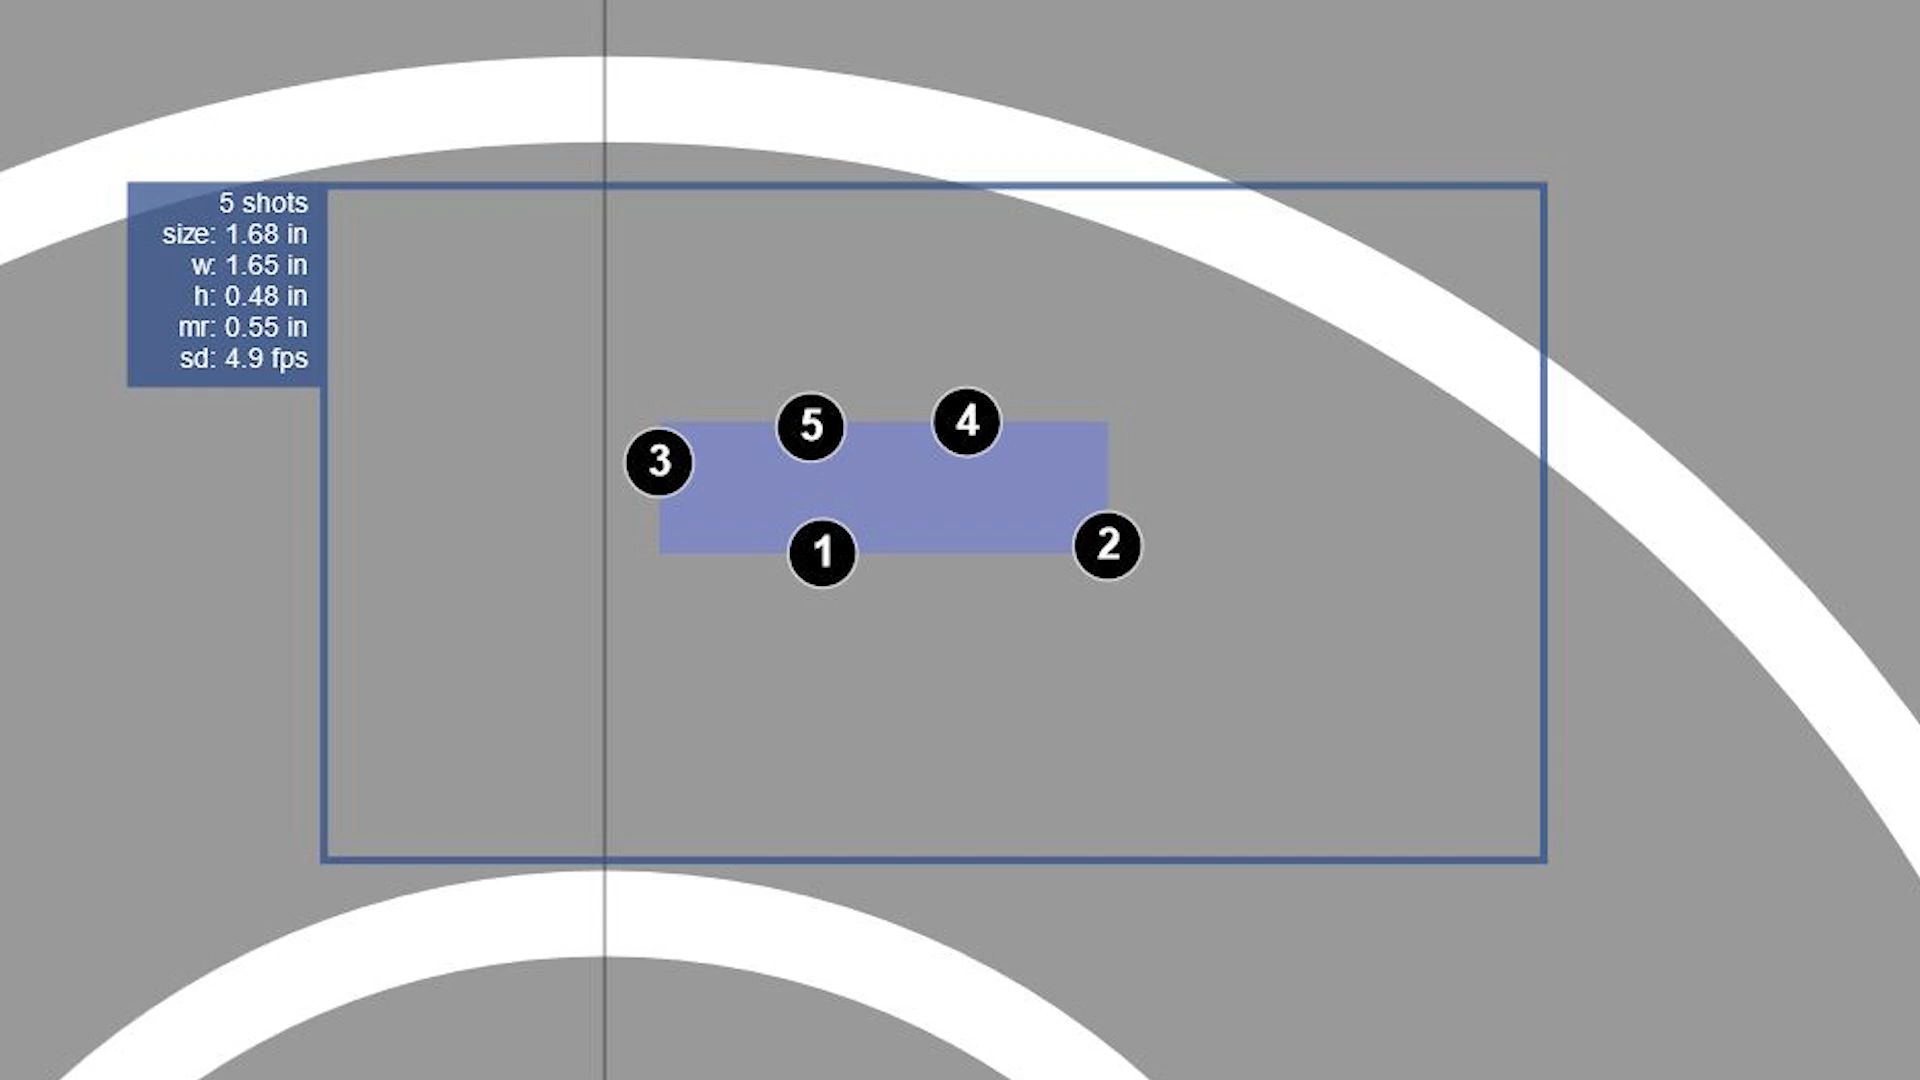 5 shots
size: 1.68 in
w: 1.65 in
h: 0.48 in
mr: 0.55 in
sd: 4.9 fps
5
4
3
1
2